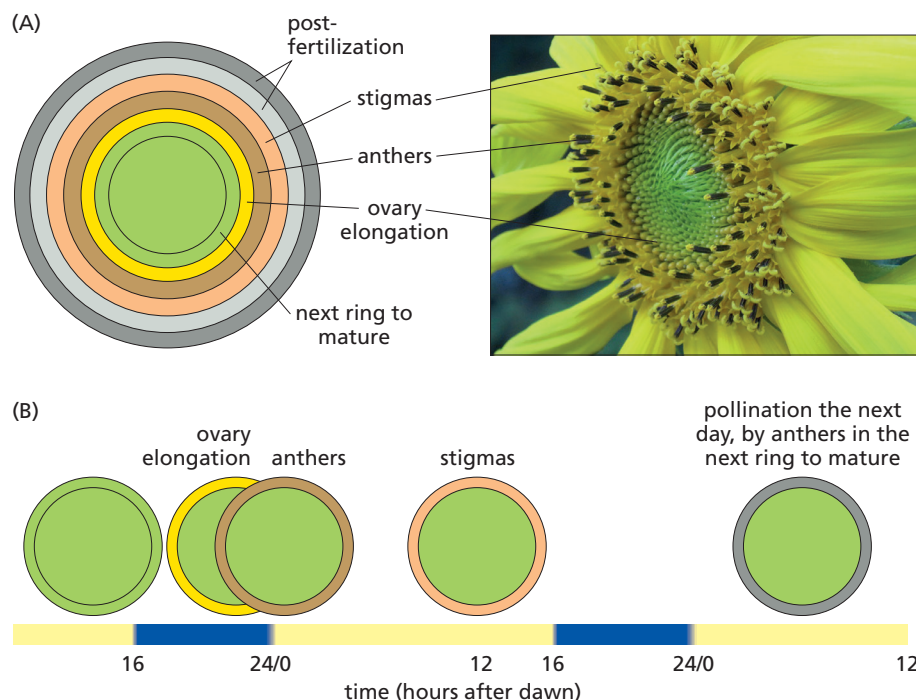 (A)
post-
fertilization
stigmas
anthers
ovary
elongation
next ring to
mature
(B)
ovary
elongation
anthers
stigmas
pollination the next
day, by anthers in the
next ring to mature
16
24/0
12
16
24/0
12
time (hours after dawn)